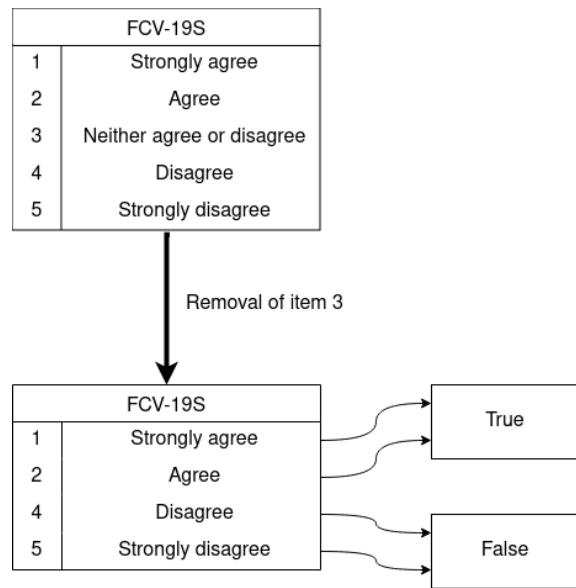 FCV-19S
1 Strongly agree
2 Agree
3 Neither agree or disagree
4 Disagree
5 Strongly disagree
Removal of item 3
FCV-19S
1 Strongly agree
2 Agree
4 Disagree
5 Strongly disagree
True
False